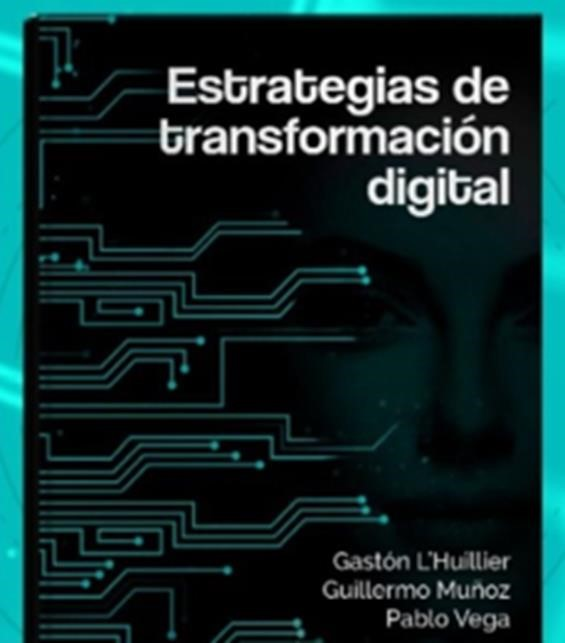 Estrategias de
transformación
digital
Gastón L'Huillier
Guillermo Muñoz
Pablo Vega